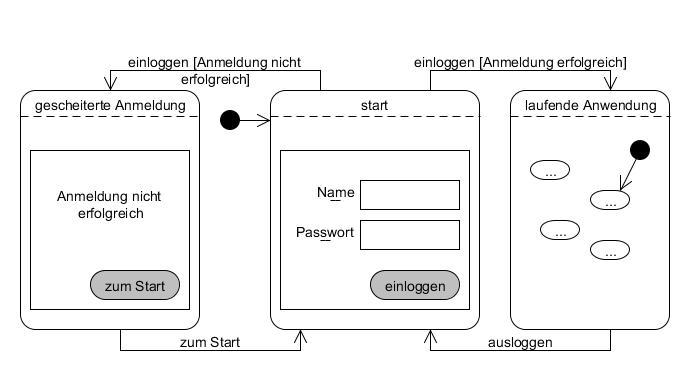 einloggen [Anmeldung nicht
erfolgreich]
einloggen [Anmeldung erfolgreich]
gescheiterte Anmeldung
start
laufende Anwendung
Anmeldung nicht
erfolgreich
zum Start
Name
Passwort
einloggen
...
...
...
...
zum Start
ausloggen